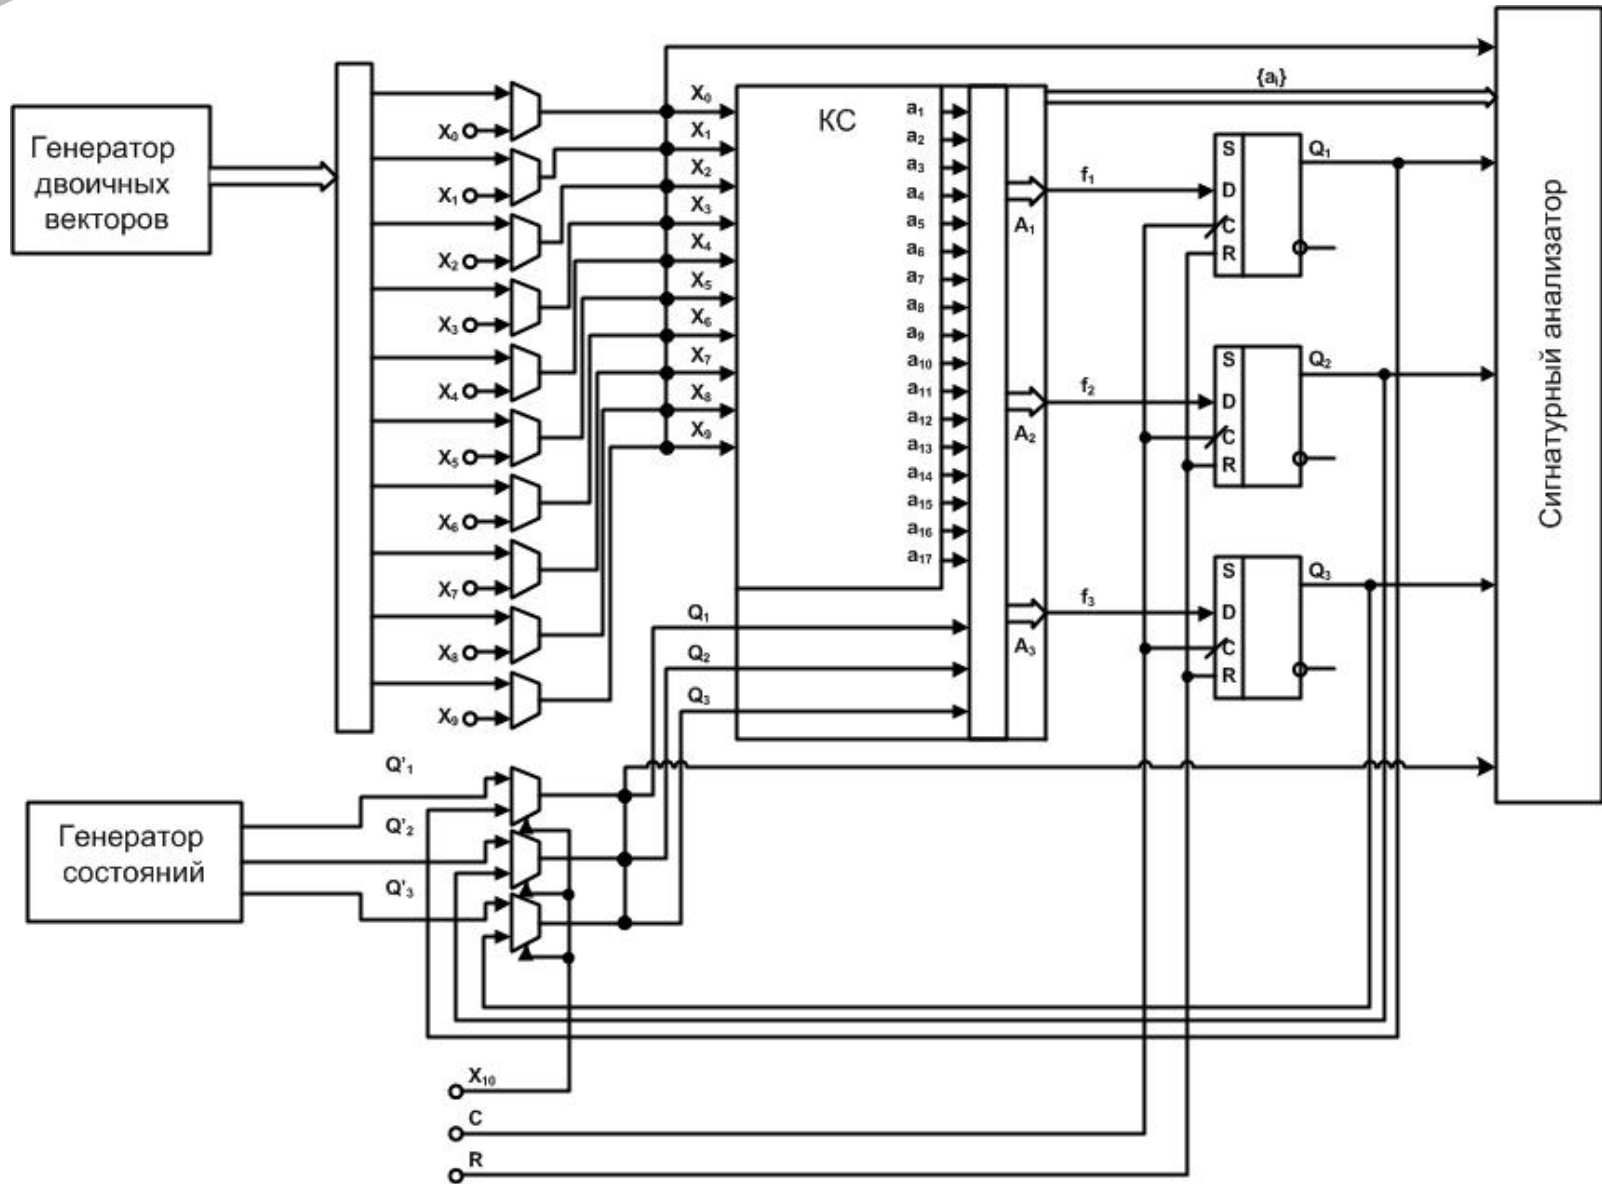 Генератор
двоичных
векторов
X₀
X₁
X₂
X₃
X₄
X₅
X₆
X₇
X₈
X₉
X₀
X₁
X₂
X₃
X₄
X₅
X₆
X₇
X₈
X₉
КС
a₁
a₂
a₃
a₄
a₅
a₆
a₇
a₈
a₉
a₁₀
a₁₁
a₁₂
a₁₃
a₁₄
a₁₅
a₁₆
a₁₇
Q₁
Q₂
Q₃
A₁
A₂
A₃
{aᵢ}
f₁
f₂
f₃
S
D
C
R
Q₁
S
D
C
R
Q₂
S
D
C
R
Q₃
Сигнатурный анализатор
Генератор
состояний
Q'₁
Q'₂
Q'₃
X₁₀
C
R